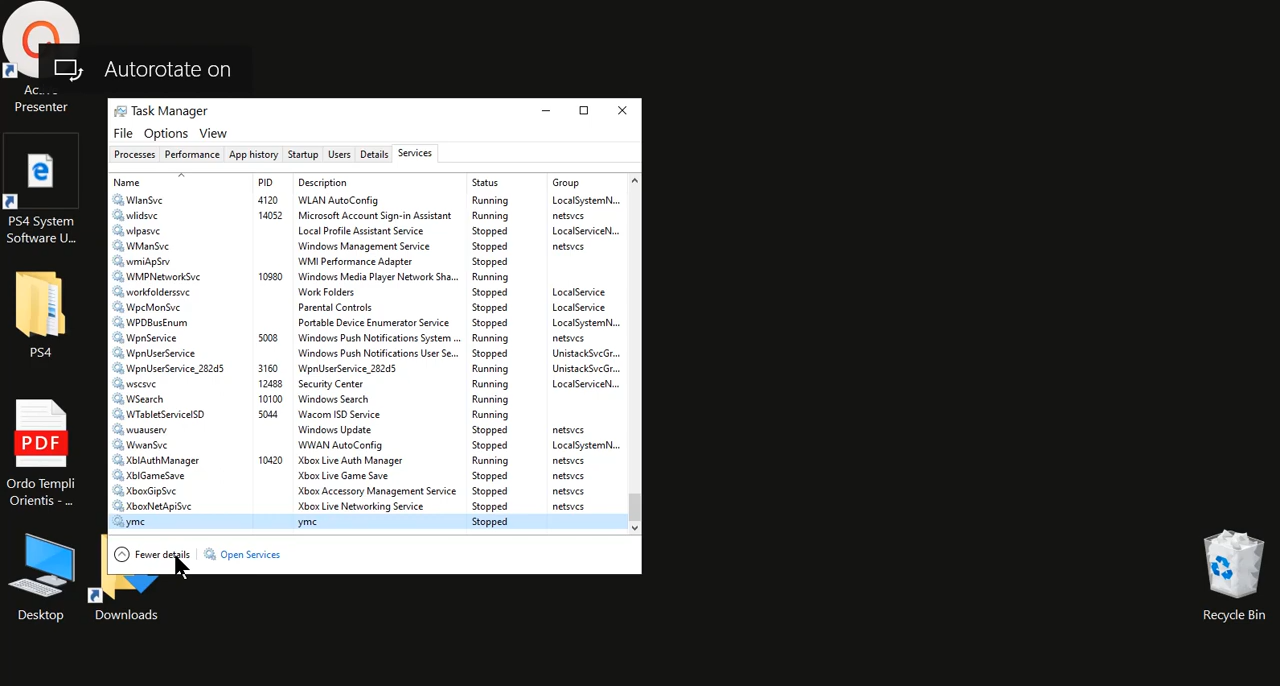 Autorotate on
Presenter
PS4 System
Software U...
PS4
PDF
Ordo Templi
Orientis - ...
Desktop
Downloads
Recycle Bin
Task Manager
File Options View
Processes Performance App history Startup Users Details Services
Name PID Description Status Group
WlanSvc 4120 WLAN AutoConfig Running LocalSystemN...
wlidsvc 14052 Microsoft Account Sign-in Assistant Running netsvcs
wlpasvc Local Profile Assistant Service Stopped LocalServiceN...
WManSvc Windows Management Service Stopped netsvcs
wmiApSrv WMI Performance Adapter Stopped
WMPNetworkSvc 10980 Windows Media Player Network Sha... Running
workfolderssvc Work Folders Stopped LocalService
WpcMonSvc Parental Controls Stopped LocalService
WPDBusEnum Portable Device Enumerator Service Stopped LocalSystemN...
WpnService 5008 Windows Push Notifications System ... Running netsvcs
WpnUserService Windows Push Notifications User Se... Stopped UnistackSvcGr...
WpnUserService_282d5 3160 WpnUserService_282d5 Running UnistackSvcGr...
wscsvc 12488 Security Center Running LocalServiceN...
WSearch 10100 Windows Search Running
WTabletServiceISD 5044 Wacom ISD Service Running
wuauserv Windows Update Stopped netsvcs
WwanSvc WWAN AutoConfig Stopped LocalSystemN...
XblAuthManager 10420 Xbox Live Auth Manager Running netsvcs
XblGameSave Xbox Live Game Save Stopped netsvcs
XboxGipSvc Xbox Accessory Management Service Stopped netsvcs
XboxNetApiSvc Xbox Live Networking Service Stopped netsvcs
ymc ymc Stopped
Fewer details Open Services